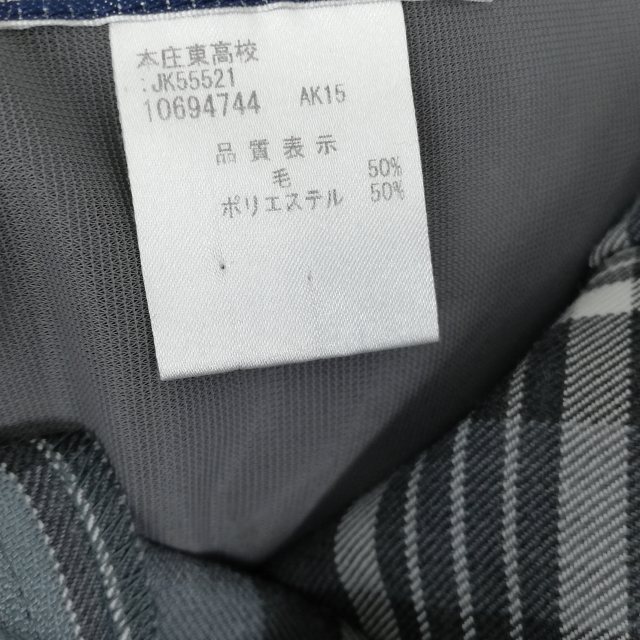 本庄東高校
:JK55521
10694744 AK15
品質表示
毛 50%
ポリエステル 50%